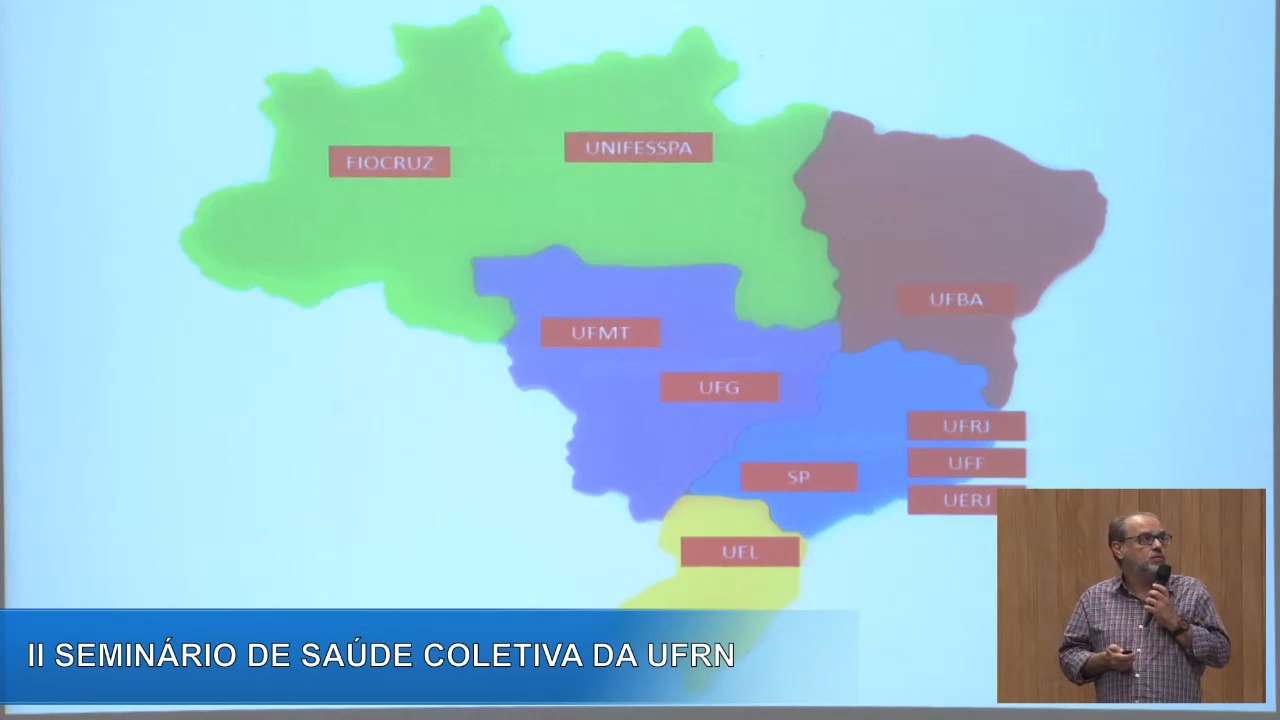 UNIFESSPA
FIOCRUZ
UFBA
UFMT
UFG
UFRJ
UFF
SP
UERJ
UEL
II SEMINÁRIO DE SAÚDE COLETIVA DA UFRN